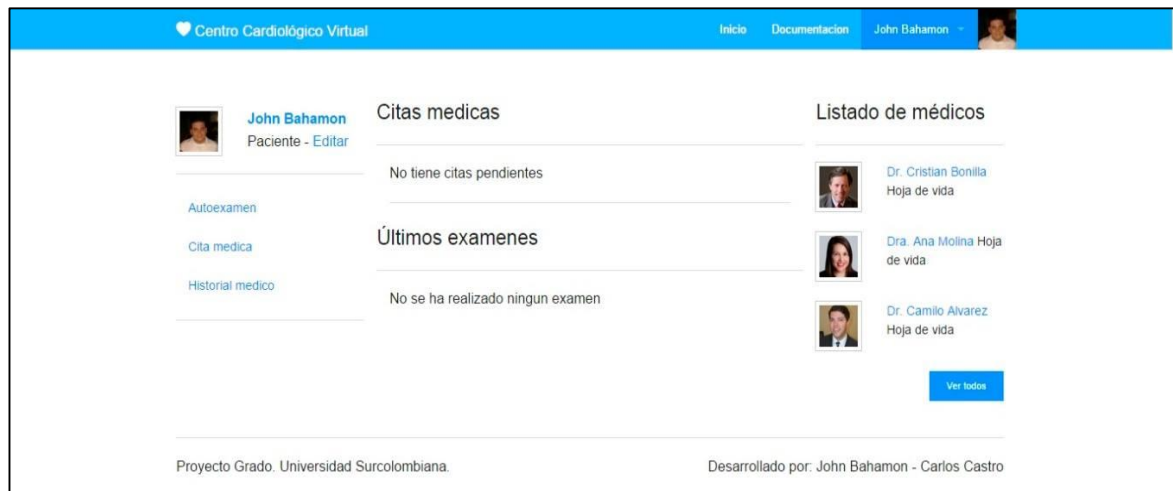 Centro Cardiológico Virtual
Inicio
Documentacion
John Bahamon
John Bahamon
Paciente - Editar
Autoexamen
Cita medica
Historial medico
Citas medicas
No tiene citas pendientes
Últimos examenes
No se ha realizado ningun examen
Listado de médicos
Dr. Cristian Bonilla
Hoja de vida
Dra. Ana Molina Hoja
de vida
Dr. Camilo Alvarez
Hoja de vida
Ver todos
Proyecto Grado. Universidad Surcolombiana.
Desarrollado por: John Bahamon - Carlos Castro